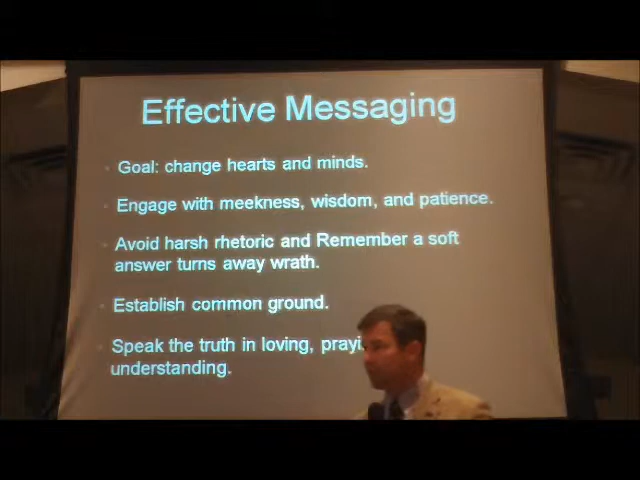 Effective Messaging
Goal: change hearts and minds.
Engage with meekness, wisdom, and patience.
Avoid harsh rhetoric and Remember a soft
answer turns away wrath.
Establish common ground.
Speak the truth in loving,
understanding.